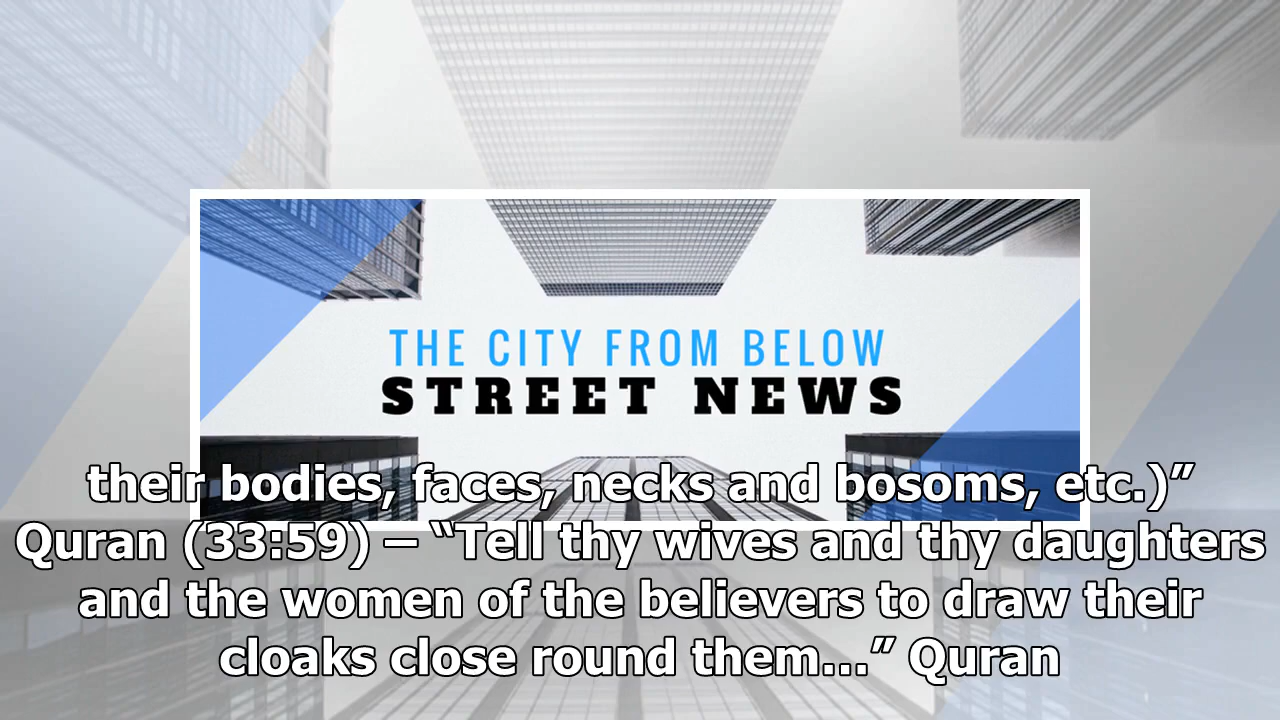 THE CITY FROM BELOW
STREET NEWS
their bodies, faces, necks and bosoms, etc.)”
Quran (33:59) – “Tell thy wives and thy daughters
and the women of the believers to draw their
cloaks close round them...” Quran